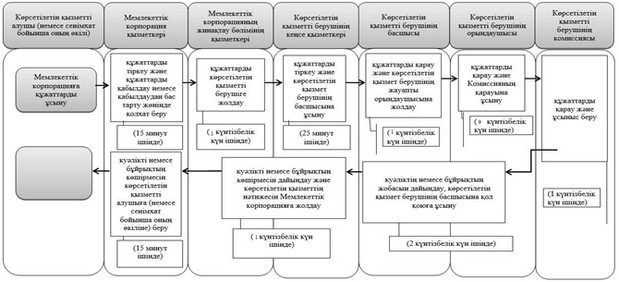 Көрсетілетін қызметті
алушы (немесе сенімхат
бойынша оның өкілі)
Мемлекеттік
корпорация
қызметкері
Мемлекеттік
корпорацияның
жинақтау бөлімінің
қызметкері
Көрсетілетін
қызметті берушінің
кеңсе қызметкері
Көрсетілетін
қызметті берушінің
басшысы
Көрсетілетін
қызметті берушінің
орындаушысы
Көрсетілетін
қызметті
берушінің
комиссиясы
Мемлекеттік
корпорацияға
құжаттарды
ұсыну
құжаттарды
тіркеу және
құжаттарды
қабылдау немесе
қабылдаудан бас
тарту жөнінде
қолхат беру
(15 минут
ішінде)
құжаттарды
көрсетілетін
қызметті
берушіге
жолдау
(1 күнтізбелік
күн ішінде)
құжаттарды
тіркеу және
көрсетілетін
қызмет
берушінің
басшысына
ұсыну
(25 минут
ішінде)
құжаттарды қарау
және көрсетілетін
қызмет берушінің
жауапты
орындаушысына
жолдау
(1 күнтізбелік
күн ішінде)
құжаттарды
қарау және
Комиссияның
қарауына
ұсыну
(9 күнтізбелік
күн ішінде)
құжаттарды
қарау және
ұсыныс беру
(1 күнтізбелік
күн ішінде)
куәлікті немесе
бұйрықтың
көшірмесін
көрсетілетін
қызметті
алушыға (немесе
сенімхат
бойынша оның
өкіліне) беру
(15 минут
ішінде)
куәлікті немесе бұйрықтың
көшірмесін дайындау және
көрсетілетін қызметтің
нәтижесін Мемлекеттік
корпорацияға жолдау
(1 күнтізбелік күн
ішінде)
куәліктің немесе бұйрықтың
жобасын дайындау, көрсетілетін
қызмет берушінің басшысына қол
қоюға ұсыну
(2 күнтізбелік күн ішінде)